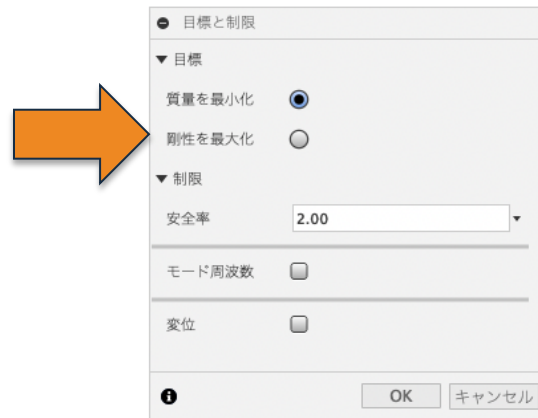 目標と制限
▼ 目標
質量を最小化
剛性を最大化
▼ 制限
安全率 2.00
モード周波数
変位
OK キャンセル